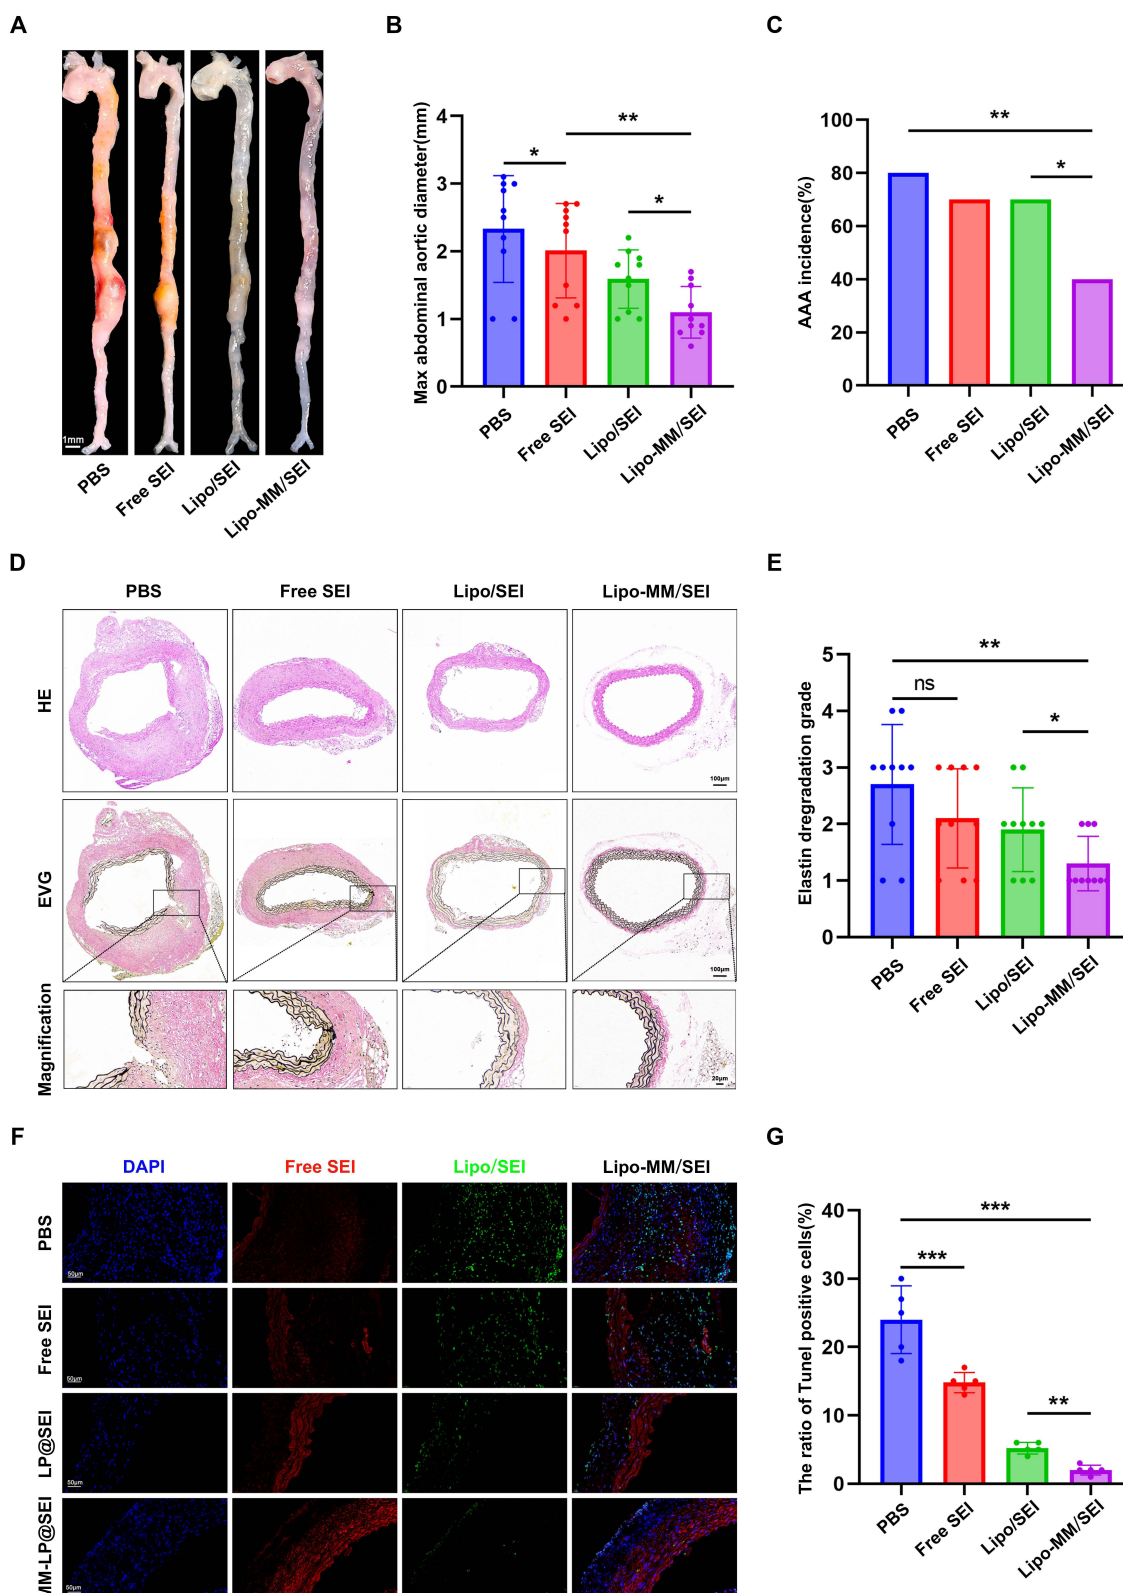 A
B
C
1mm
PBS
Free SEI
Lipo/SEI
Lipo-MM/SEI
Max abdominal aortic diameter(mm)
4
3
2
1
0
*
**
*
PBS
Free SEI
Lipo/SEI
Lipo-MM/SEI
AAA incidence(%)
100
80
60
40
20
0
**
*
PBS
Free SEI
Lipo/SEI
Lipo-MM/SEI
D
E
PBS
Free SEI
Lipo/SEI
Lipo-MM/SEI
HE
100μm
EVG
100μm
Magnification
20μm
Elastin dregradation grade
5
4
3
2
1
0
**
ns
*
PBS
Free SEI
Lipo/SEI
Lipo-MM/SEI
F
G
DAPI
Free SEI
Lipo/SEI
Lipo-MM/SEI
PBS
50μm
Free SEI
50μm
LP@SEI
50μm
MM-LP@SEI
50μm
The ratio of Tunel positive cells(%)
40
30
20
10
0
***
***
**
PBS
Free SEI
Lipo/SEI
Lipo-MM/SEI